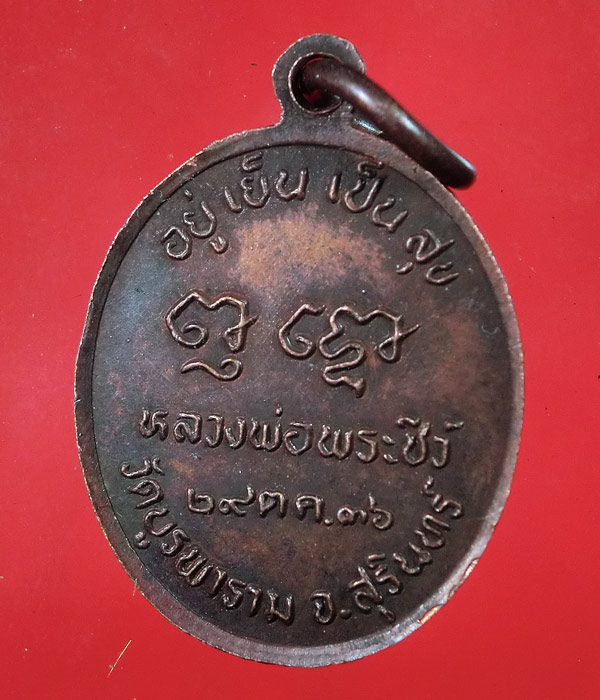 อยู่ เย็น เป็น สุข
หลวงพ่อพระชีว์
๒๙ ต ค. ๓๖
วัดบูรพาราม จ. สุรินทร์